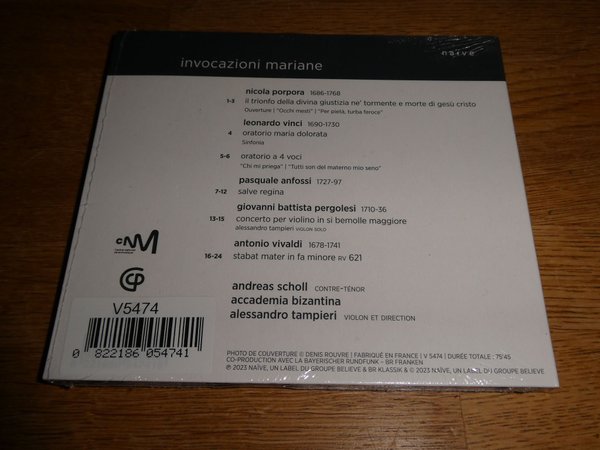 naïve
invocazioni mariane
nicola porpora 1686-1768
1-3 il trionfo della divina giustizia ne' tormente e morte di gesù cristo
Ouverture | "Occhi mesti" | "Per pietà, turba feroce"
leonardo vinci 1690-1730
4 oratorio maria dolorata
Sinfonia
5-6 oratorio a 4 voci
"Chi mi priega" | "Tutti son del materno mio seno"
pasquale anfossi 1727-97
7-12 salve regina
giovanni battista pergolesi 1710-36
13-15 concerto per violino in si bemolle maggiore
alessandro tampieri VIOLON SOLO
antonio vivaldi 1678-1741
16-24 stabat mater in fa minore RV 621
andreas scholl CONTRE-TÉNOR
accademia bizantina
alessandro tampieri VIOLON ET DIRECTION
CNM
V5474
0 822186 054741
PHOTO DE COUVERTURE © DENIS ROUVRE | FABRIQUÉ EN FRANCE | V 5474 | DURÉE TOTALE : 75'45
CO-PRODUCTION AVEC LA BAYERISCHER RUNDFUNK - BR FRANKEN
℗ 2023 NAÏVE, UN LABEL DU GROUPE BELIEVE & BR KLASSIK & © 2023 NAÏVE, UN LABEL DU GROUPE BELIEVE